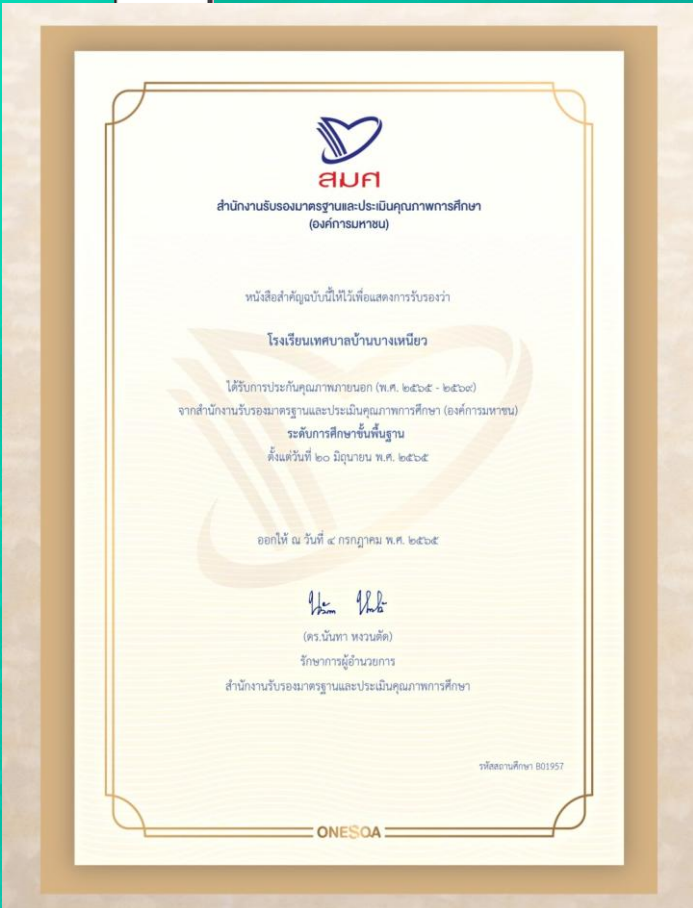 สมศ
สำนักงานรับรองมาตรฐานและประเมินคุณภาพการศึกษา
(องค์การมหาชน)
หนังสือสำคัญฉบับนี้ให้ไว้เพื่อแสดงการรับรองว่า
โรงเรียนเทศบาลบ้านบางเหนียว
ได้รับการประกันคุณภาพภายนอก (พ.ศ. ๒๕๖๕ - ๒๕๖๙)
จากสำนักงานรับรองมาตรฐานและประเมินคุณภาพการศึกษา (องค์การมหาชน)
ระดับการศึกษาขั้นพื้นฐาน
ตั้งแต่วันที่ ๒๐ มิถุนายน พ.ศ. ๒๕๖๕
ออกให้ ณ วันที่ ๔ กรกฎาคม พ.ศ. ๒๕๖๕
(ดร.นันทา หงวนตัด)
รักษาการผู้อำนวยการ
สำนักงานรับรองมาตรฐานและประเมินคุณภาพการศึกษา
รหัสสถานศึกษา B01957
ONESQA